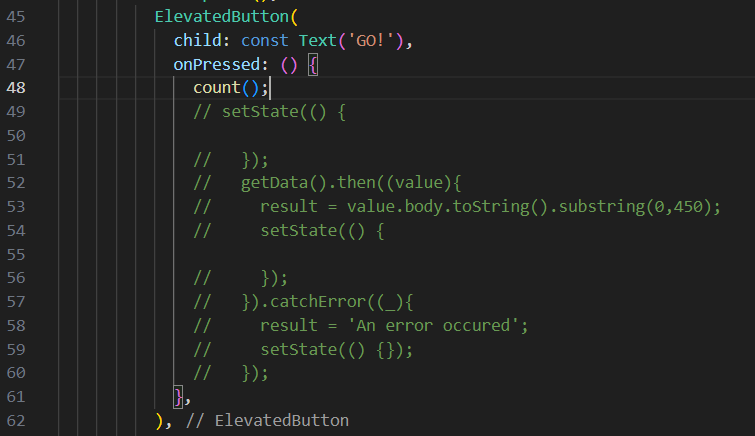 45 ElevatedButton(
46 child: const Text('GO!'),
47 onPressed: () {
48 count();
49 // setState(() {
50
51 // });
52 // getData().then((value){
53 // result = value.body.toString().substring(0,450);
54 // setState(() {
55
56 // });
57 // }).catchError((_){
58 // result = 'An error occured';
59 // setState(() {});
60 // });
61 },
62 ), // ElevatedButton